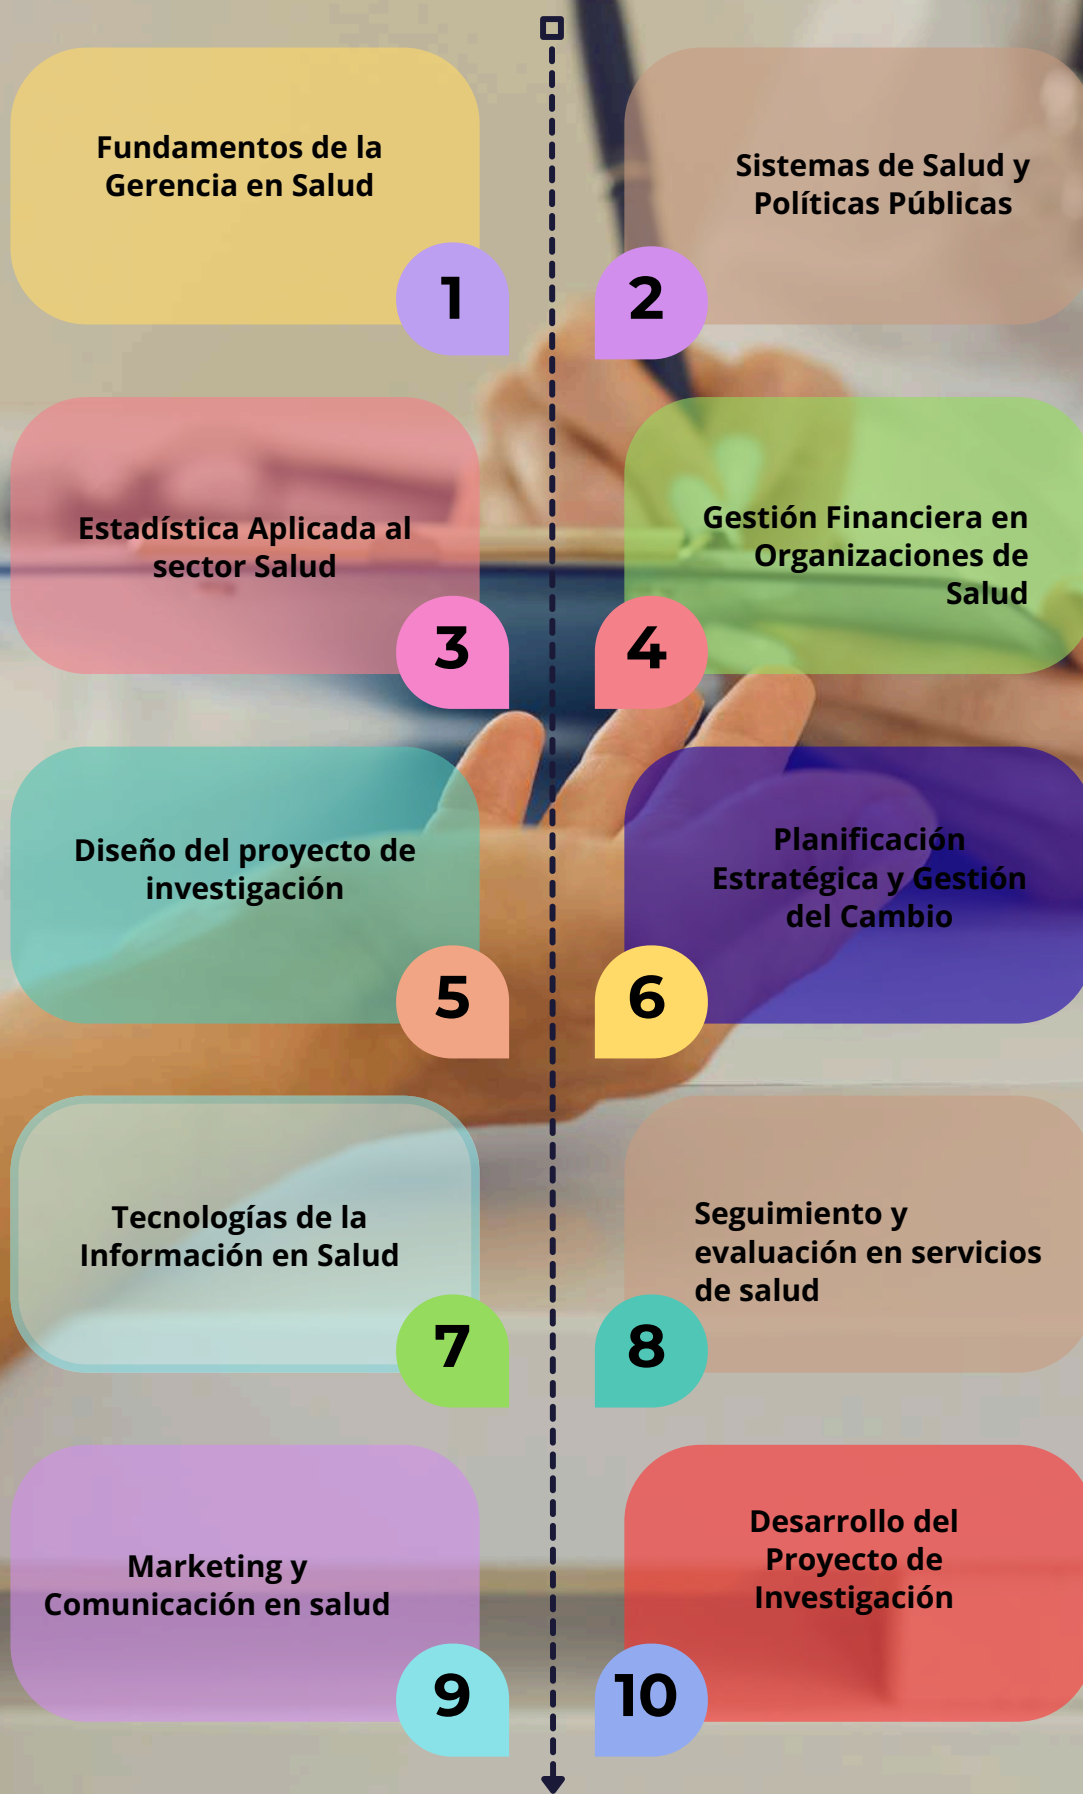 Fundamentos de la
Gerencia en Salud
1
Sistemas de Salud y
Políticas Públicas
2
Estadística Aplicada al
sector Salud
3
Gestión Financiera en
Organizaciones de
Salud
4
Diseño del proyecto de
investigación
5
Planificación
Estratégica y Gestión
del Cambio
6
Tecnologías de la
Información en Salud
7
Seguimiento y
evaluación en servicios
de salud
8
Marketing y
Comunicación en salud
9
Desarrollo del
Proyecto de
Investigación
10